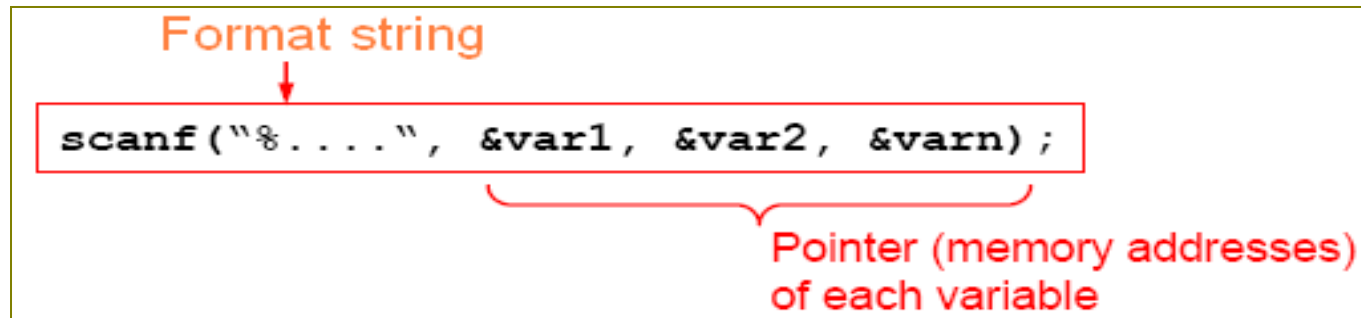 Format string
scanf(“%....“, &var1, &var2, &varn);
Pointer (memory addresses)
of each variable